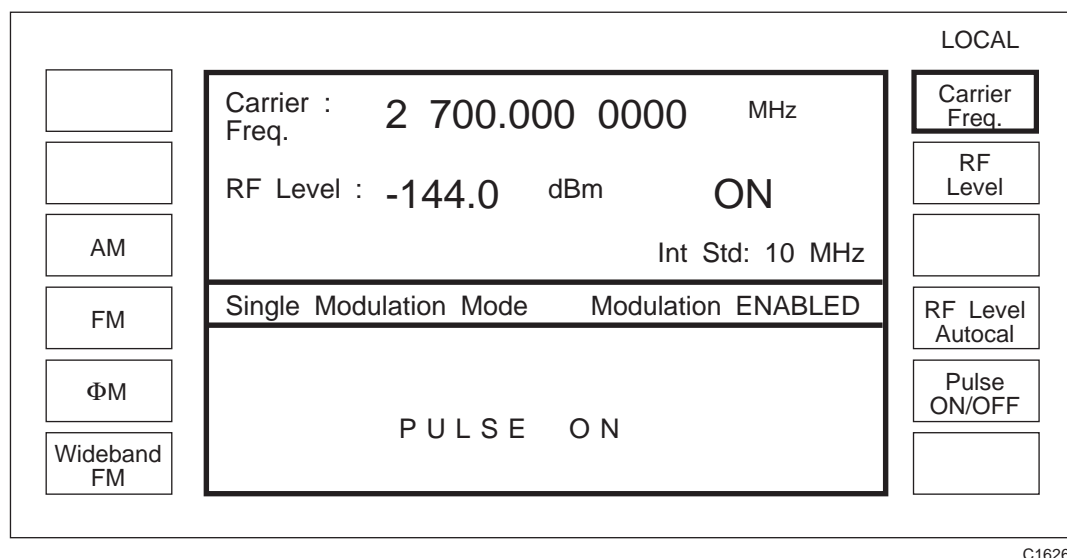 LOCAL
Carrier : 2 700.000 0000 MHz
Freq.
RF Level : -144.0 dBm ON
Int Std: 10 MHz
Single Modulation Mode Modulation ENABLED
PULSE ON
AM
FM
ΦM
Wideband
FM
Carrier
Freq.
RF
Level
RF Level
Autocal
Pulse
ON/OFF
C1626